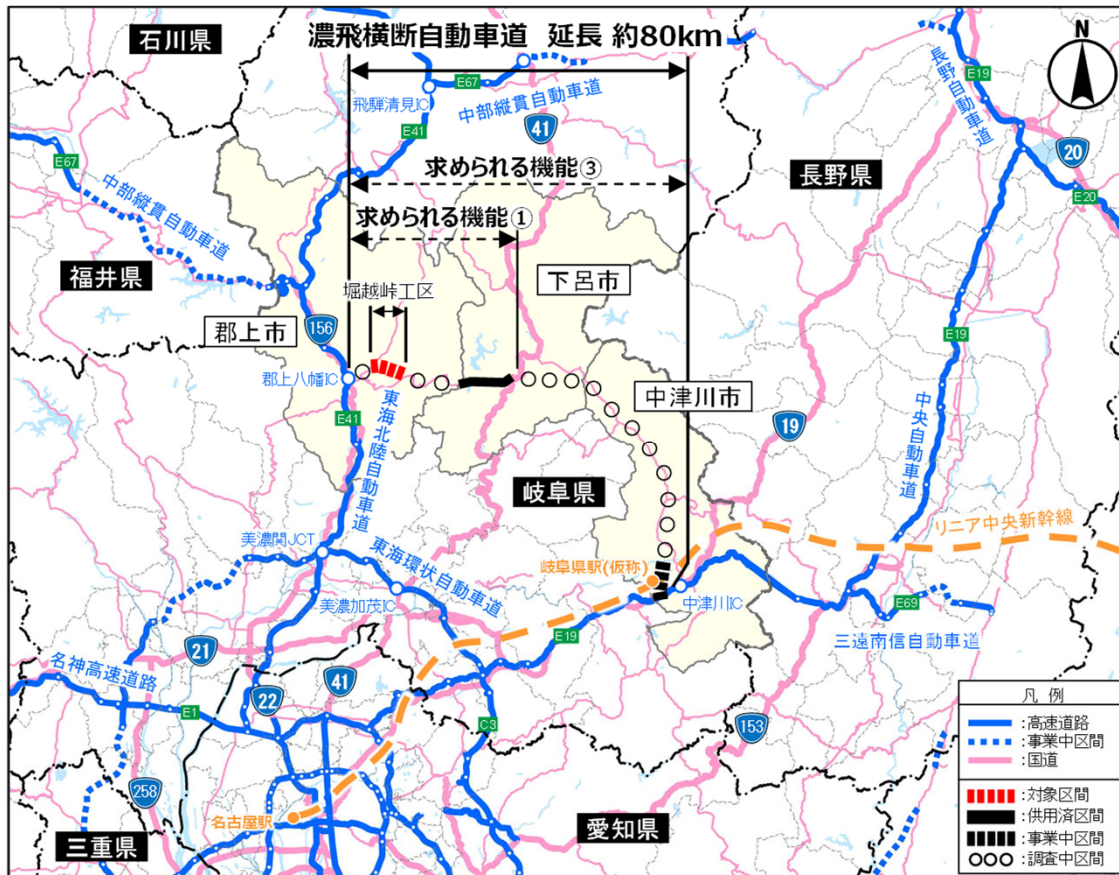 濃飛横断自動車道 延長 約80km
石川県
N
E67
飛騨清見IC
中部縦貫自動車道
E41
41
長野自動車道
E19
20
E20
求められる機能③
長野県
E67
中部縦貫自動車道
求められる機能①
福井県
堀越峠工区
下呂市
郡上市
156
E19
郡上八幡IC
中津川市
E41
東海北陸自動車道
19
中央自動車道
岐阜県
リニア中央新幹線
美濃関JCT
東海環状自動車道
岐阜県駅(仮称)
美濃加茂IC
中津川IC
E69
E19
三遠南信自動車道
21
名神高速道路
41
22
E1
C3
153
258
名古屋駅
愛知県
三重県
凡 例
:高速道路
:事業中区間
:国道
:対象区間
:供用済区間
:事業中区間
:調査中区間